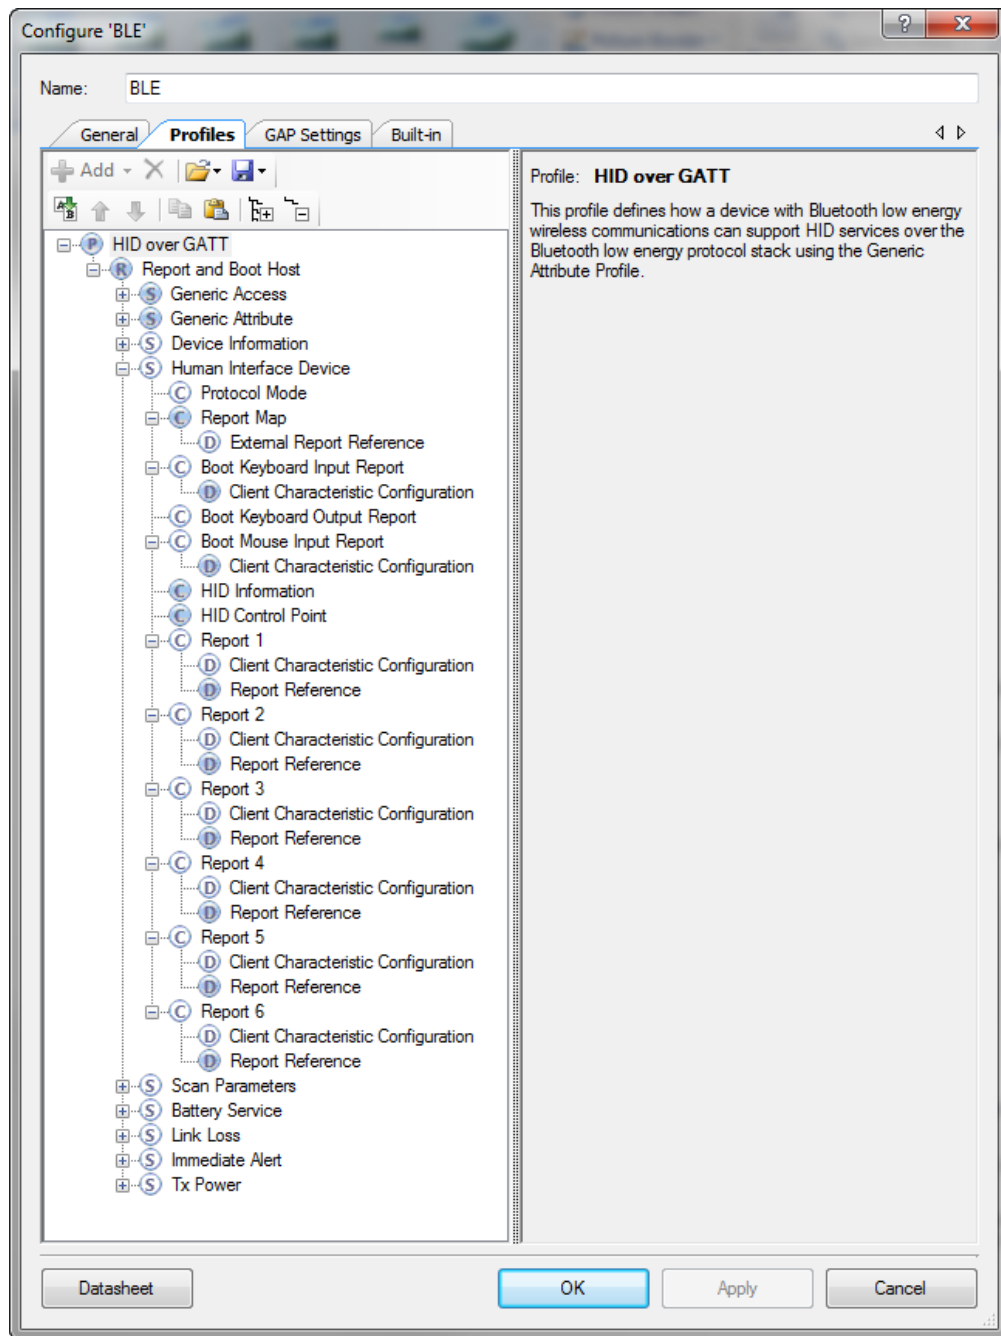 Configure 'BLE'
Name: BLE
General Profiles GAP Settings Built-in
Add
Profile: HID over GATT
This profile defines how a device with Bluetooth low energy
wireless communications can support HID services over the
Bluetooth low energy protocol stack using the Generic
Attribute Profile.
P HID over GATT
R Report and Boot Host
S Generic Access
S Generic Attribute
S Device Information
S Human Interface Device
C Protocol Mode
C Report Map
D External Report Reference
C Boot Keyboard Input Report
D Client Characteristic Configuration
C Boot Keyboard Output Report
C Boot Mouse Input Report
D Client Characteristic Configuration
C HID Information
C HID Control Point
C Report 1
D Client Characteristic Configuration
D Report Reference
C Report 2
D Client Characteristic Configuration
D Report Reference
C Report 3
D Client Characteristic Configuration
D Report Reference
C Report 4
D Client Characteristic Configuration
D Report Reference
C Report 5
D Client Characteristic Configuration
D Report Reference
C Report 6
D Client Characteristic Configuration
D Report Reference
S Scan Parameters
S Battery Service
S Link Loss
S Immediate Alert
S Tx Power
Datasheet OK Apply Cancel